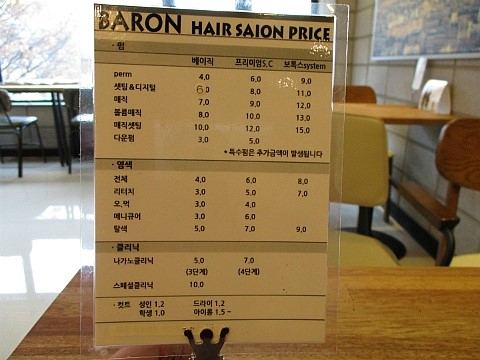 BARON HAIR SAION PRICE
· 펌
베이직 프리미엄S,C 보톡스system
perm 4,0 6,0 9,0
셋팅&디지털 6,0 8,0 11,0
매직 7,0 9,0 12,0
볼륨매직 8,0 10,0 13,0
매직셋팅 10,0 12,0 15,0
다운펌 3,0 5,0
* 특수펌은 추가금액이 발생됩니다
· 염색
전체 4,0 6,0 8,0
리터치 3,0 5,0 7,0
오.먹 3,0 4,0
매니큐어 3,0 6,0
탈색 5,0 7,0 9,0
· 클리닉
나가노클리닉 5,0 7,0
(3단계) (4단계)
스페셜클리닉 10,0
· 컷트 성인 1,2 드라이 1,2
학생 1,0 아이롱 1,5 ~